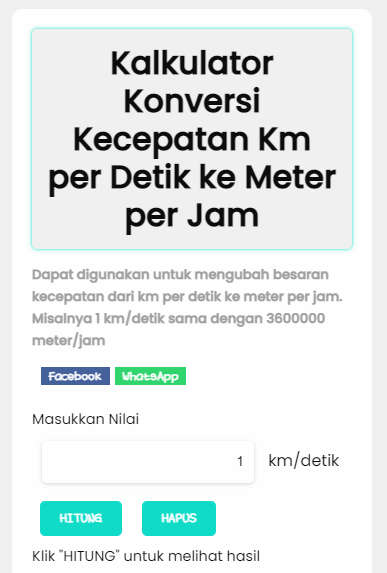 Kalkulator
Konversi
Kecepatan Km
per Detik ke Meter
per Jam
Dapat digunakan untuk mengubah besaran
kecepatan dari km per detik ke meter per jam.
Misalnya 1 km/detik sama dengan 3600000
meter/jam
Facebook WhatsApp
Masukkan Nilai
1 km/detik
HITUNG HAPUS
Klik "HITUNG" untuk melihat hasil